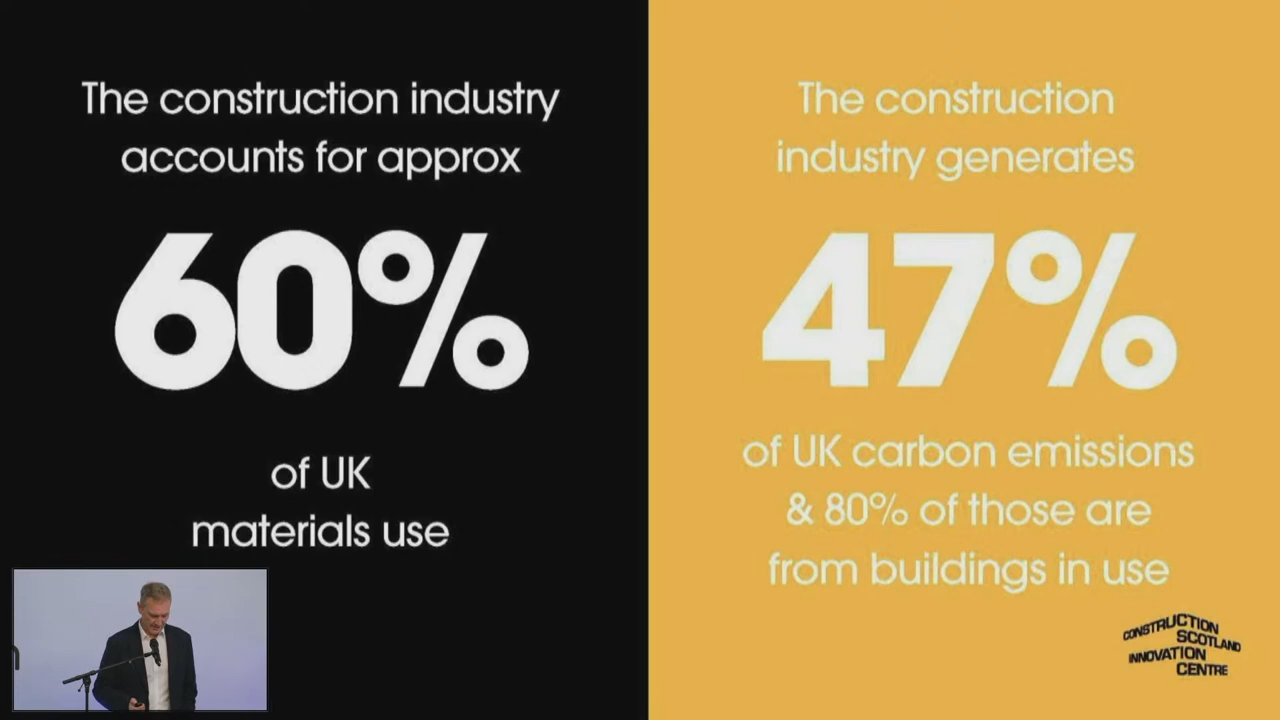 The construction industry
accounts for approx
60%
of UK
materials use
The construction
industry generates
47%
of UK carbon emissions
& 80% of those are
from buildings in use
CONSTRUCTION
SCOTLAND
INNOVATION
CENTRE